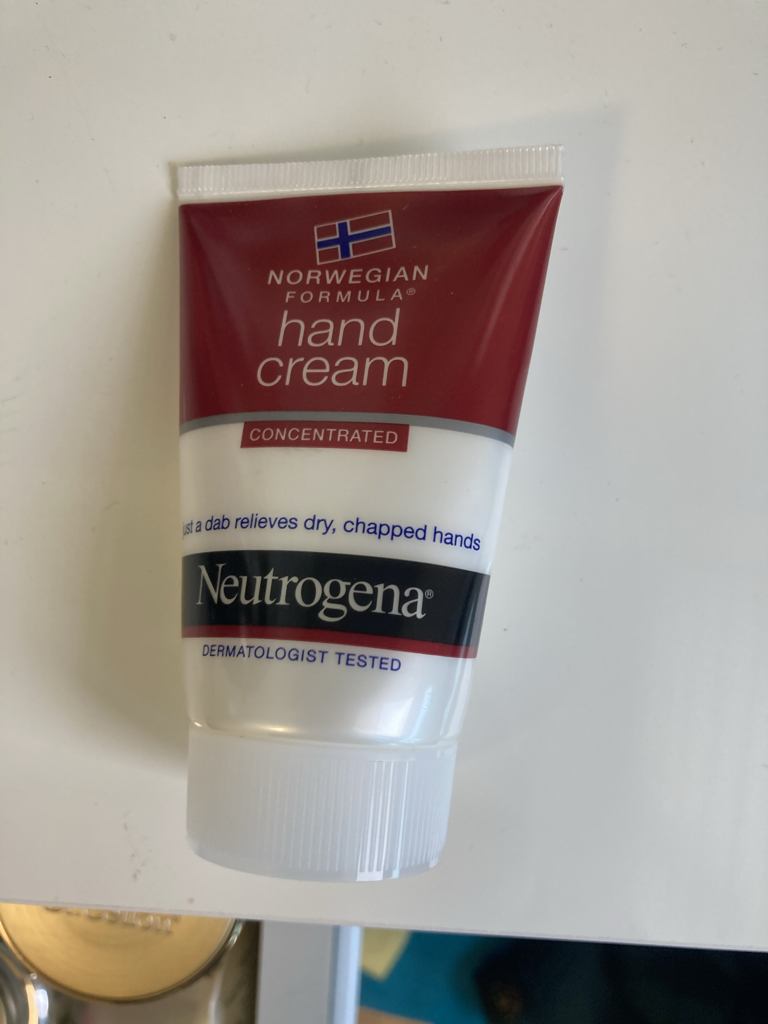 NORWEGIAN
FORMULA®
hand
cream
CONCENTRATED
a dab relieves dry, chapped hands
Neutrogena®
DERMATOLOGIST TESTED